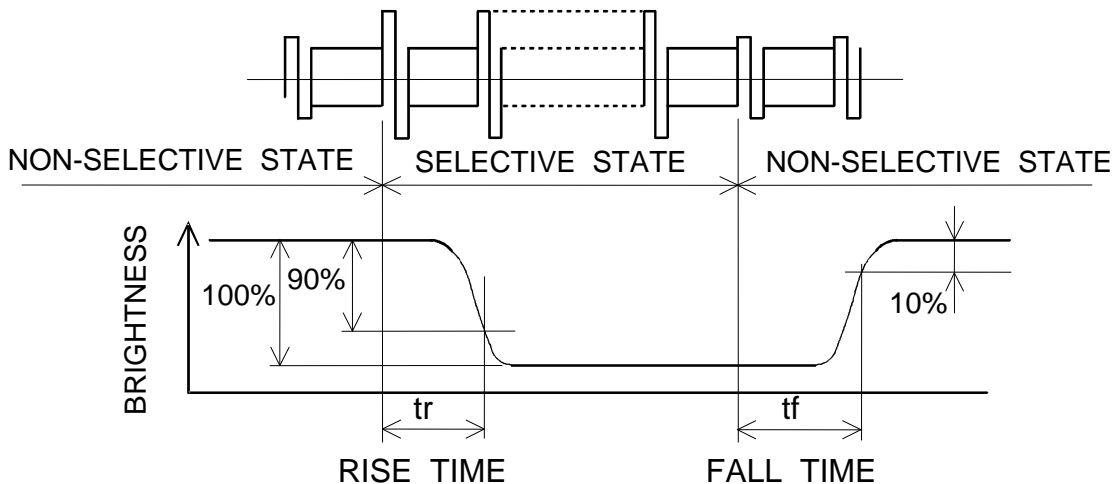 NON-SELECTIVE STATE
SELECTIVE STATE
NON-SELECTIVE STATE
BRIGHTNESS
100%
90%
10%
tr
tf
RISE TIME
FALL TIME